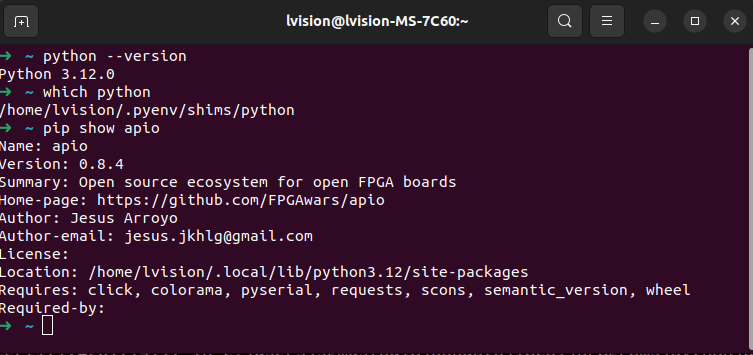 lvision@lvision-MS-7C60:~
➜ ~ python --version
Python 3.12.0
➜ ~ which python
/home/lvision/.pyenv/shims/python
➜ ~ pip show apio
Name: apio
Version: 0.8.4
Summary: Open source ecosystem for open FPGA boards
Home-page: https://github.com/FPGAwars/apio
Author: Jesus Arroyo
Author-email: jesus.jkhlg@gmail.com
License:
Location: /home/lvision/.local/lib/python3.12/site-packages
Requires: click, colorama, pyserial, requests, scons, semantic_version, wheel
Required-by:
➜ ~